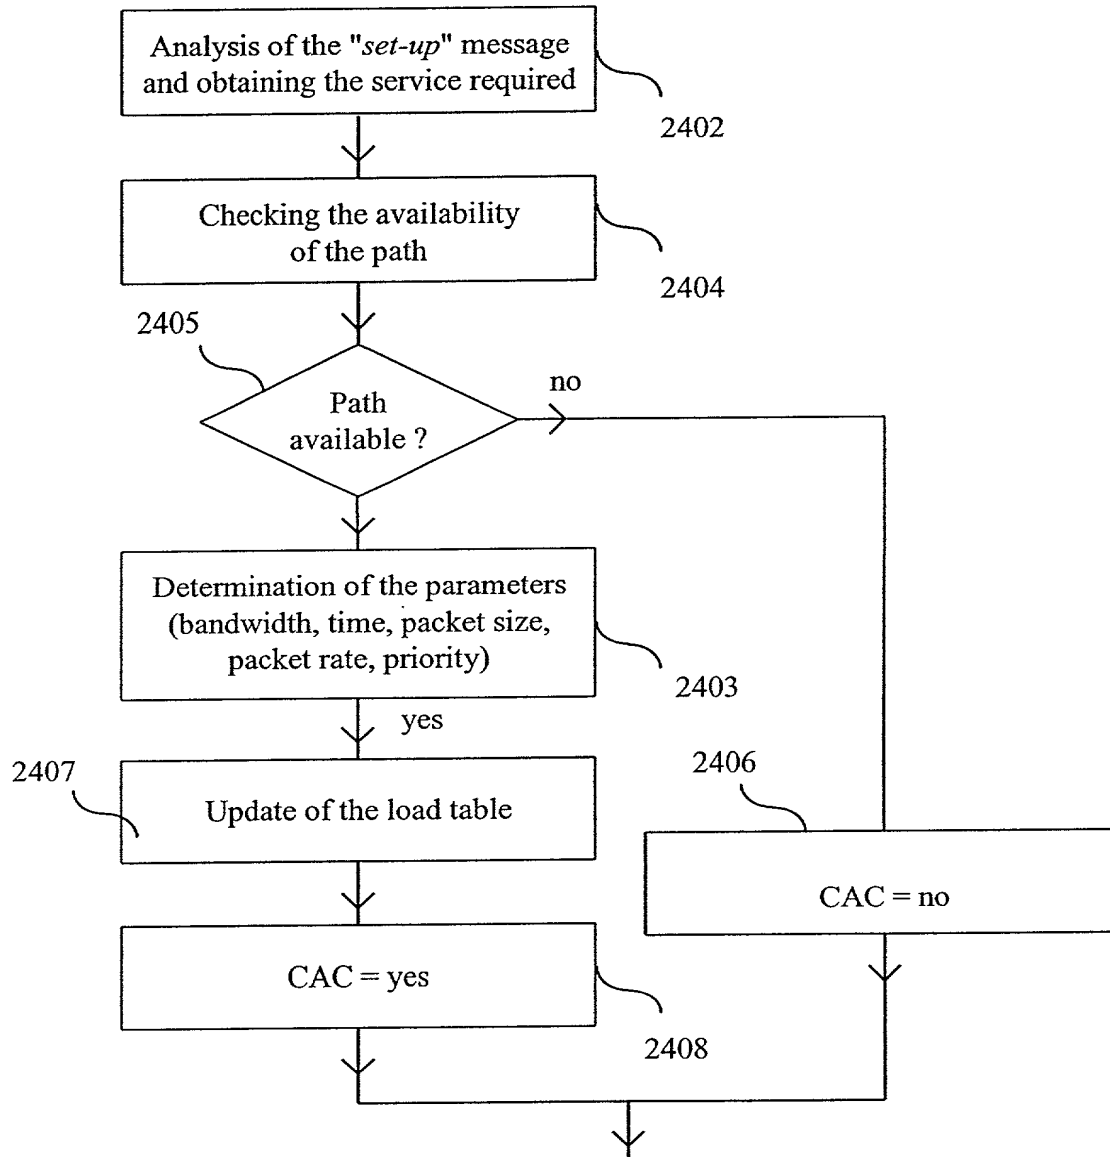 Analysis of the "set-up" message
and obtaining the service required
2402
Checking the availability
of the path
2404
2405
Path
available ?
no
Determination of the parameters
(bandwidth, time, packet size,
packet rate, priority)
2403
yes
2407
Update of the load table
2406
CAC = no
CAC = yes
2408